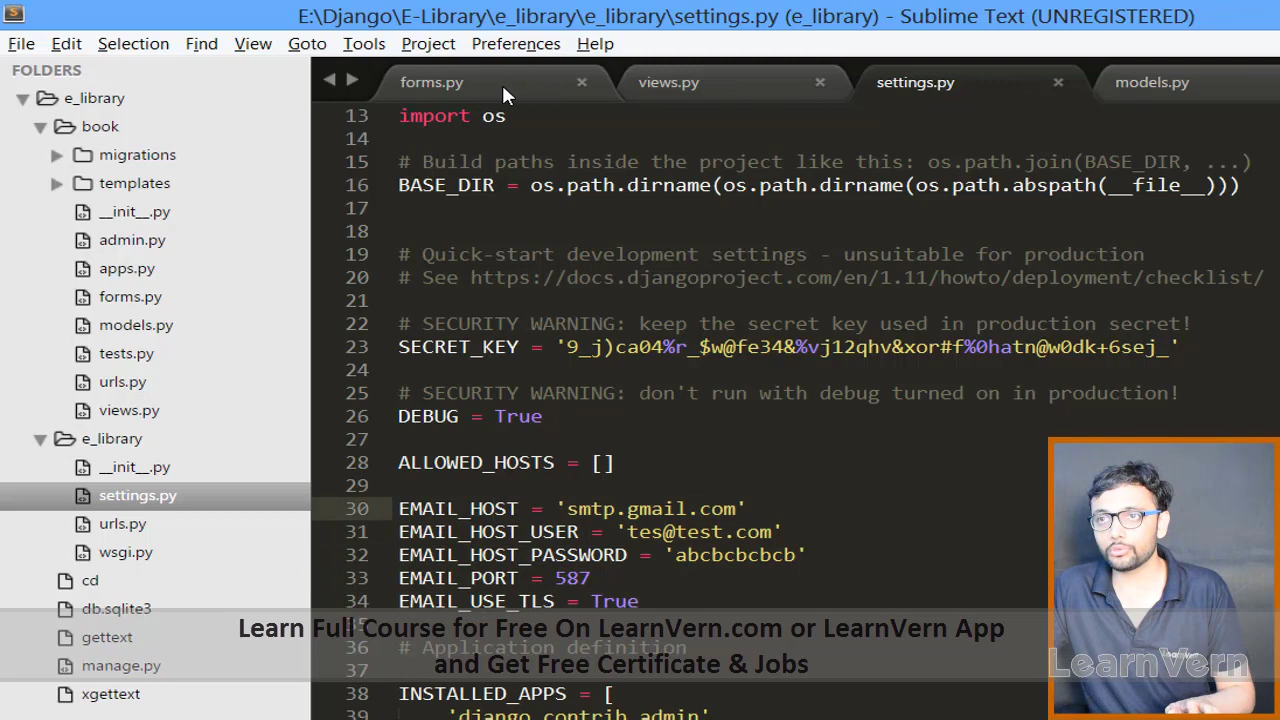 E:\Django\E-Library\e_library\e_library\settings.py (e_library) - Sublime Text (UNREGISTERED)
File Edit Selection Find View Goto Tools Project Preferences Help
FOLDERS
e_library
book
migrations
templates
__init__.py
admin.py
apps.py
forms.py
models.py
tests.py
urls.py
views.py
e_library
__init__.py
settings.py
urls.py
wsgi.py
cd
db.sqlite3
gettext
manage.py
xgettext
forms.py × views.py × settings.py × models.py
13 import os
14
15 # Build paths inside the project like this: os.path.join(BASE_DIR, ...)
16 BASE_DIR = os.path.dirname(os.path.dirname(os.path.abspath(__file__)))
17
18
19 # Quick-start development settings - unsuitable for production
20 # See https://docs.djangoproject.com/en/1.11/howto/deployment/checklist/
21
22 # SECURITY WARNING: keep the secret key used in production secret!
23 SECRET_KEY = '9_j)ca04%r_$w@fe34&%vj12qhv&xor#f%0hatn@w0dk+6sej_'
24
25 # SECURITY WARNING: don't run with debug turned on in production!
26 DEBUG = True
27
28 ALLOWED_HOSTS = []
29
30 EMAIL_HOST = 'smtp.gmail.com'
31 EMAIL_HOST_USER = 'tes@test.com'
32 EMAIL_HOST_PASSWORD = 'abcbcbcbcb'
33 EMAIL_PORT = 587
34 EMAIL_USE_TLS = True
35
36 # Application definition
37
38 INSTALLED_APPS = [
39 'django.contrib.admin'
Learn Full Course for Free On LearnVern.com or LearnVern App
and Get Free Certificate & Jobs
LearnVern